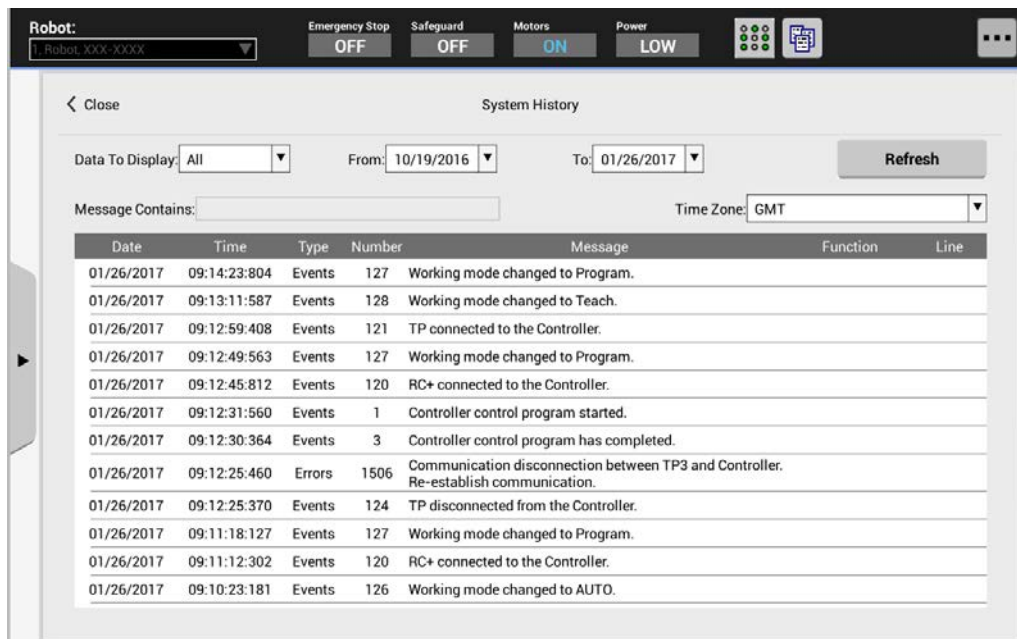 Robot:
1, Robot, XXX-XXXX
Emergency Stop
OFF
Safeguard
OFF
Motors
ON
Power
LOW
Close
System History
Data To Display: All
From: 10/19/2016
To: 01/26/2017
Refresh
Message Contains:
Time Zone: GMT
Date Time Type Number Message Function Line
01/26/2017 09:14:23:804 Events 127 Working mode changed to Program.
01/26/2017 09:13:11:587 Events 128 Working mode changed to Teach.
01/26/2017 09:12:59:408 Events 121 TP connected to the Controller.
01/26/2017 09:12:49:563 Events 127 Working mode changed to Program.
01/26/2017 09:12:45:812 Events 120 RC+ connected to the Controller.
01/26/2017 09:12:31:560 Events 1 Controller control program started.
01/26/2017 09:12:30:364 Events 3 Controller control program has completed.
01/26/2017 09:12:25:460 Errors 1506 Communication disconnection between TP3 and Controller.
Re-establish communication.
01/26/2017 09:12:25:370 Events 124 TP disconnected from the Controller.
01/26/2017 09:11:18:127 Events 127 Working mode changed to Program.
01/26/2017 09:11:12:302 Events 120 RC+ connected to the Controller.
01/26/2017 09:10:23:181 Events 126 Working mode changed to AUTO.